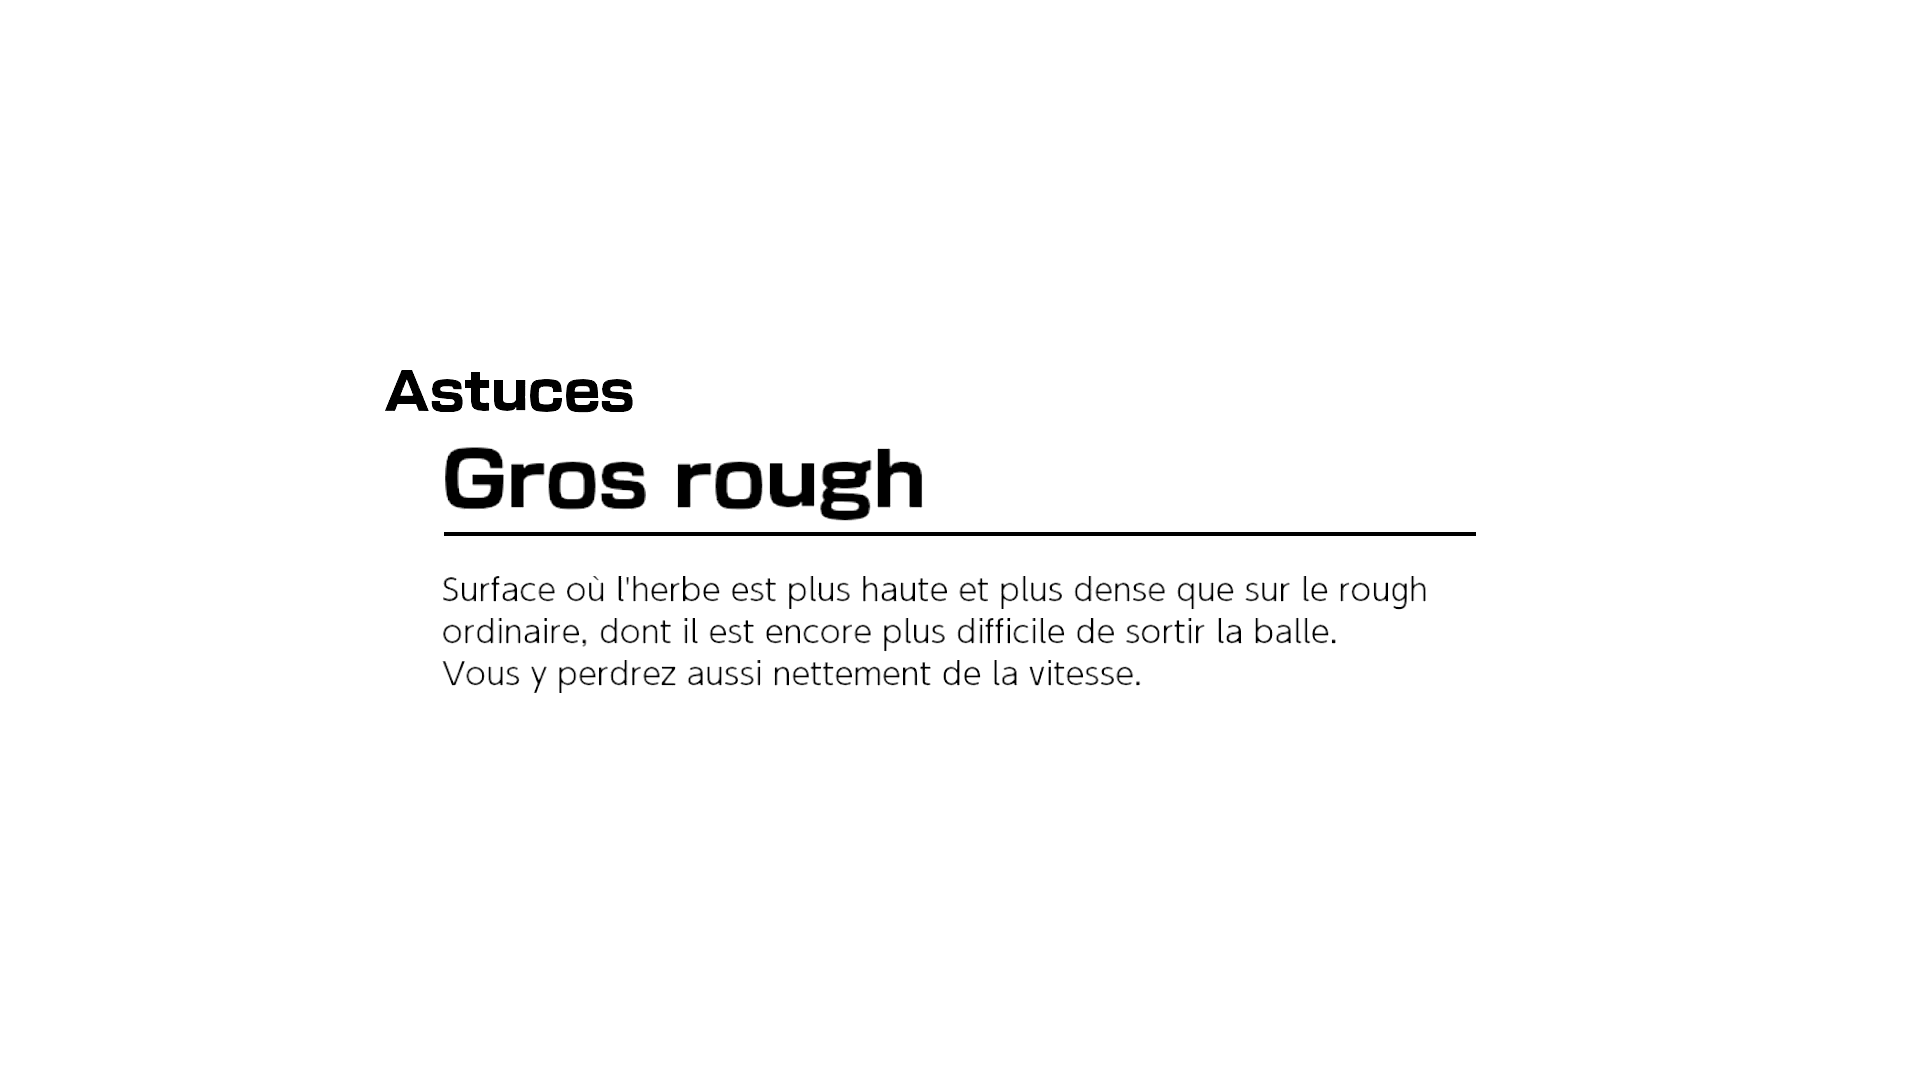 Astuces
Gros rough
Surface où l'herbe est plus haute et plus dense que sur le rough
ordinaire, dont il est encore plus difficile de sortir la balle.
Vous y perdrez aussi nettement de la vitesse.